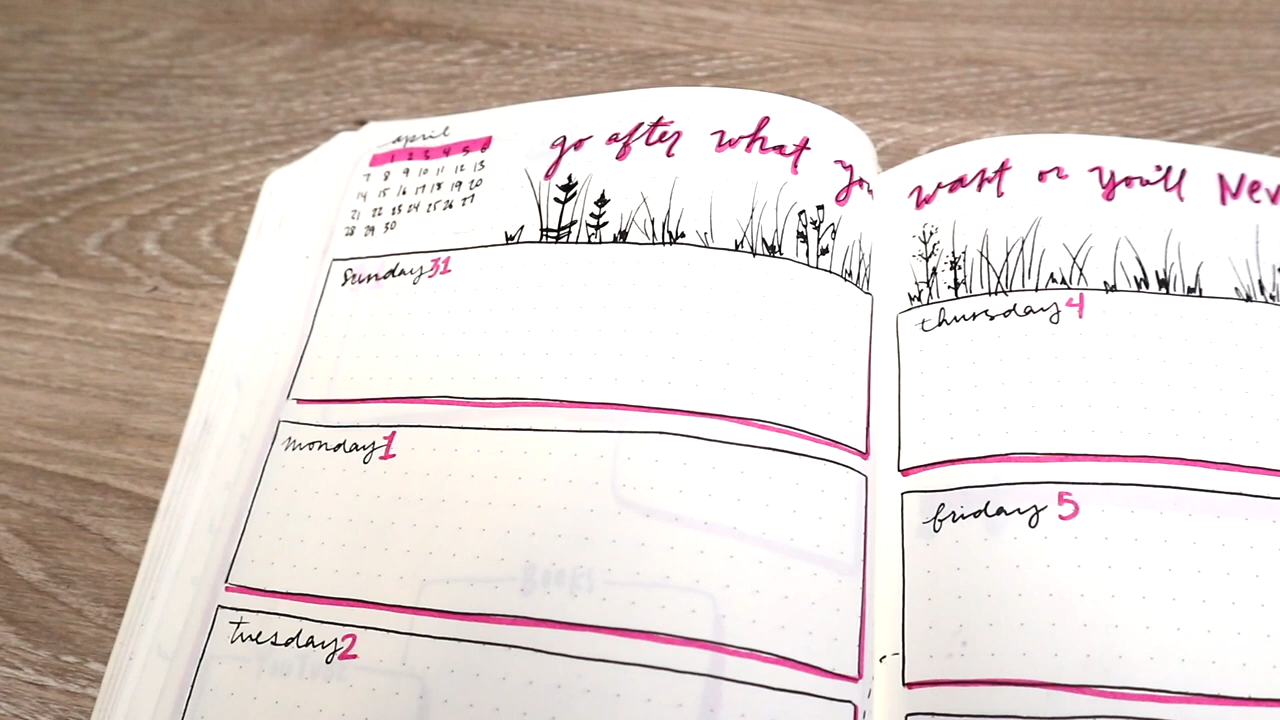 april
1 2 3 4 5 6
7 8 9 10 11 12 13
14 15 16 17 18 19 20
21 22 23 24 25 26 27
28 29 30
go after what you want or you'll Nev
sunday 31
monday 1
BOOKS
tuesday 2
thursday 4
friday 5